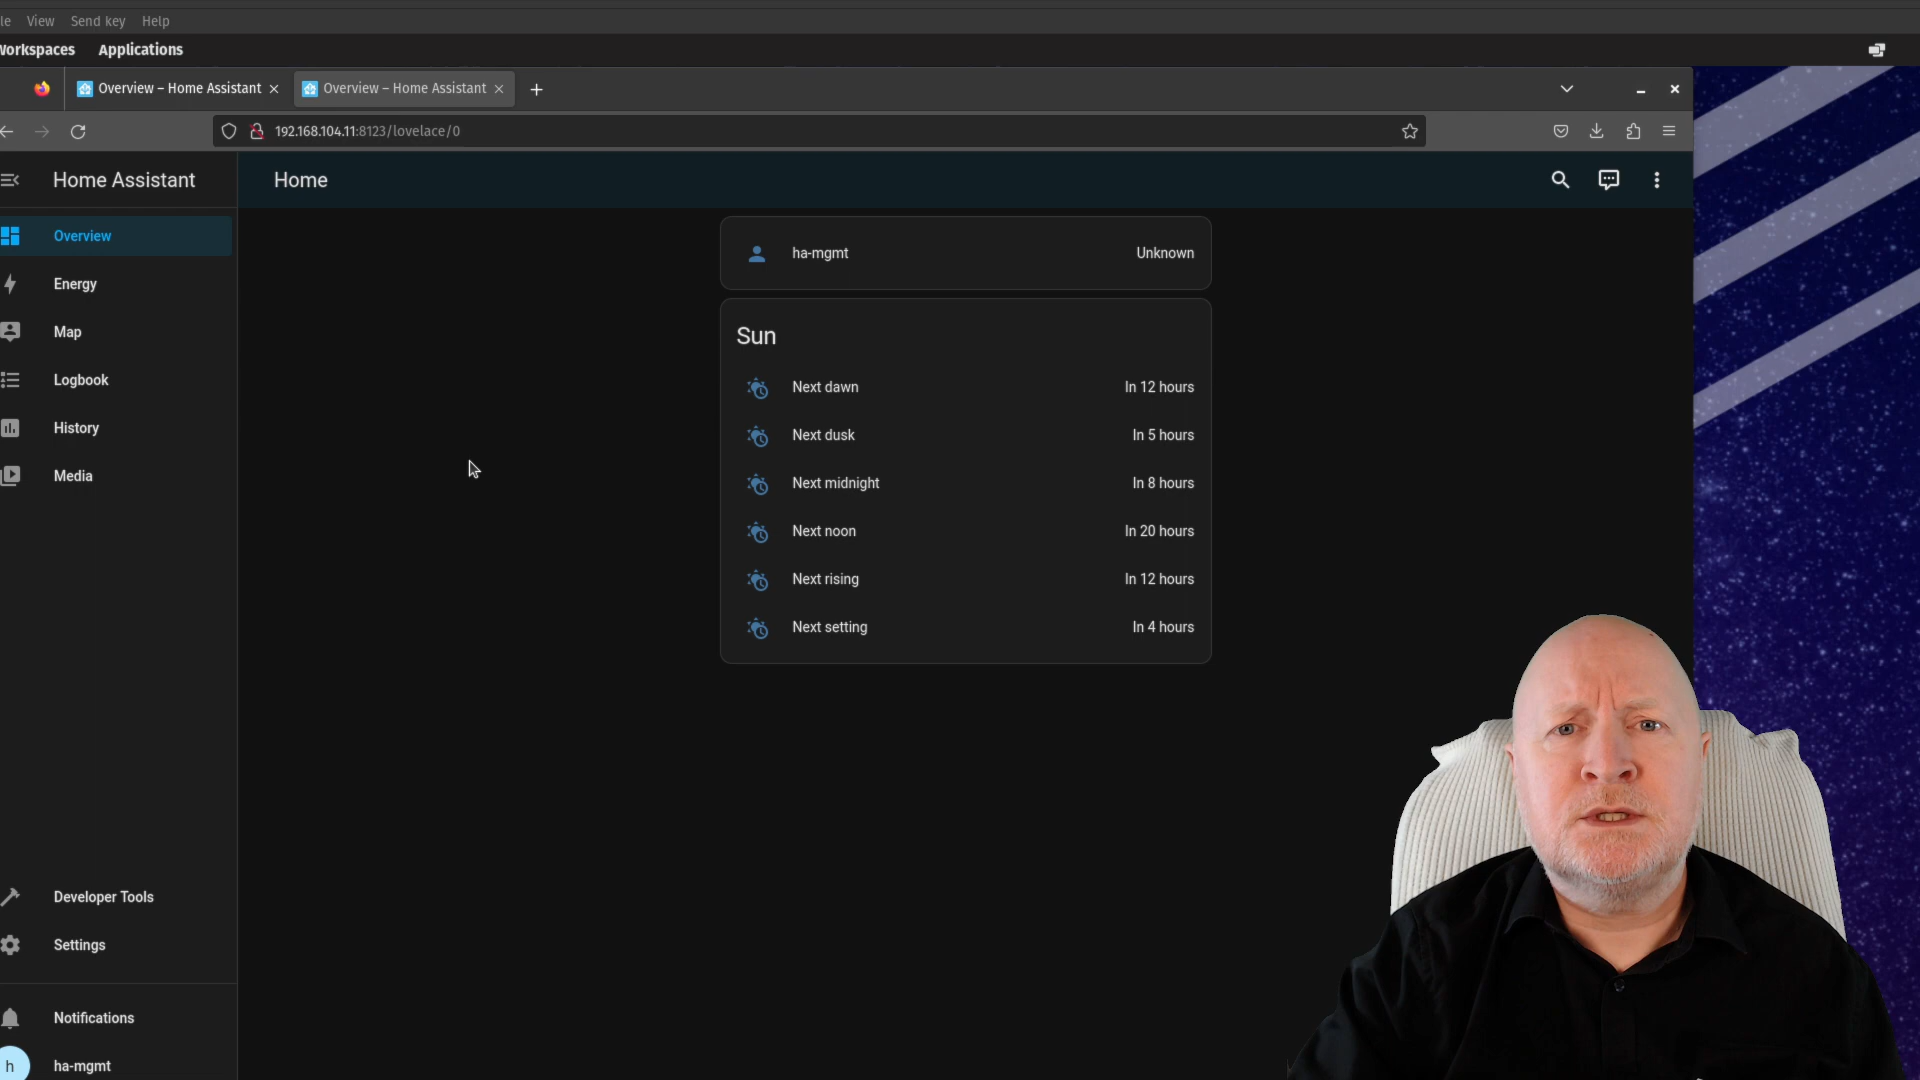 le View Send key Help
Workspaces Applications
Overview – Home Assistant Overview – Home Assistant
192.168.104.11:8123/lovelace/0
Home Assistant
Home
Overview
Energy
Map
Logbook
History
Media
Developer Tools
Settings
Notifications
h ha-mgmt
ha-mgmt Unknown
Sun
Next dawn In 12 hours
Next dusk In 5 hours
Next midnight In 8 hours
Next noon In 20 hours
Next rising In 12 hours
Next setting In 4 hours